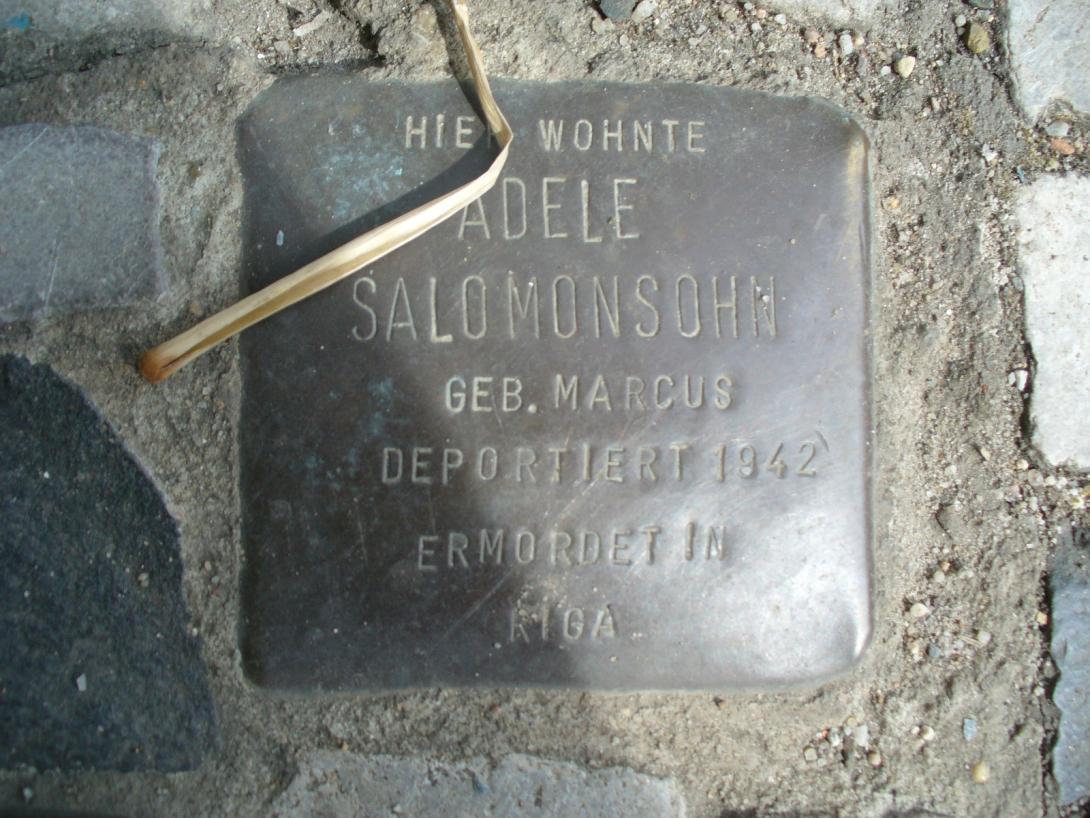 HIER WOHNTE
ADELE
SALOMONSOHN
GEB. MARCUS
DEPORTIERT 1942
ERMORDET IN
RIGA